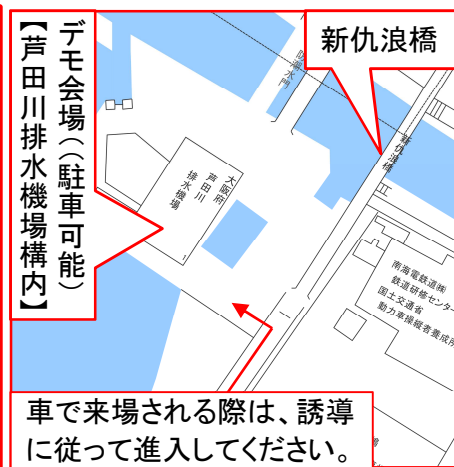 デモ会場（（駐車可能）
【芦田川排水機場構内】
新仇浪橋
防潮水門
新仇浪橋
大阪府
芦田川
排水機場
南海電鉄道㈱
鉄道研修センター
国土交通省
動力車操縦者養成所
車で来場される際は、誘導
に従って進入してください。